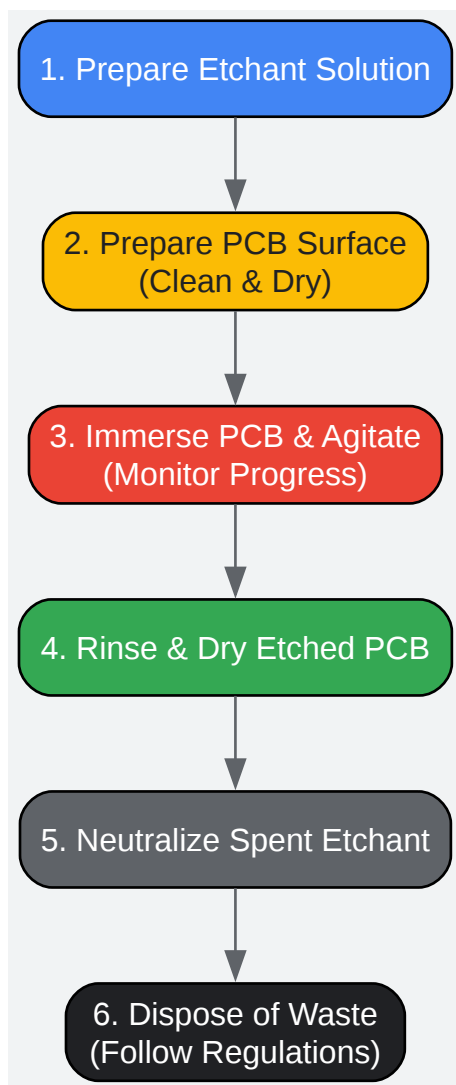 1. Prepare Etchant Solution
2. Prepare PCB Surface
(Clean & Dry)
3. Immerse PCB & Agitate
(Monitor Progress)
4. Rinse & Dry Etched PCB
5. Neutralize Spent Etchant
6. Dispose of Waste
(Follow Regulations)